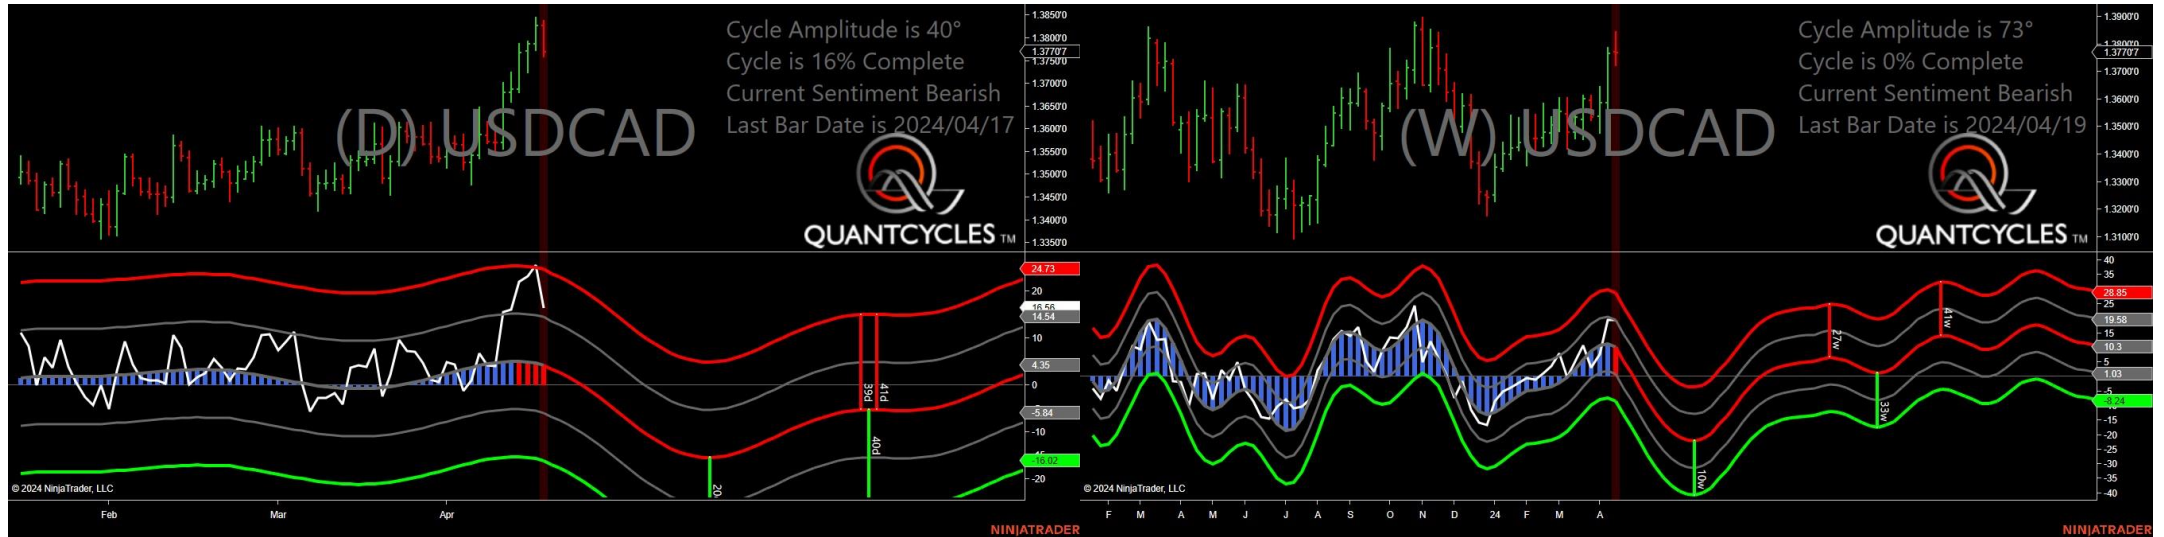 Cycle Amplitude is 40°
Cycle is 16% Complete
Current Sentiment Bearish
Last Bar Date is 2024/04/17
(D) USDCAD
QUANTCYCLES TM
1.3850'0
1.3800'0
1.3770'7
1.3750'0
1.3700'0
1.3650'0
1.3600'0
1.3550'0
1.3500'0
1.3450'0
1.3400'0
1.3350'0
24.73
20
16.56
14.54
10
4.35
0
-5.84
-10
-16.02
-20
39d
41d
40d
20
© 2024 NinjaTrader, LLC
Feb Mar Apr
NINJATRADER
Cycle Amplitude is 73°
Cycle is 0% Complete
Current Sentiment Bearish
Last Bar Date is 2024/04/19
(W) USDCAD
QUANTCYCLES TM
1.3900'0
1.3800'0
1.3770'7
1.3700'0
1.3600'0
1.3500'0
1.3400'0
1.3300'0
1.3200'0
1.3100'0
40
35
28.85
25
19.58
15
10.3
5
1.03
-5
-8.24
-15
-20
-25
-30
-35
-40
27w
41w
33w
10w
© 2024 NinjaTrader, LLC
F M A M J J A S O N D 24 F M A
NINJATRADER